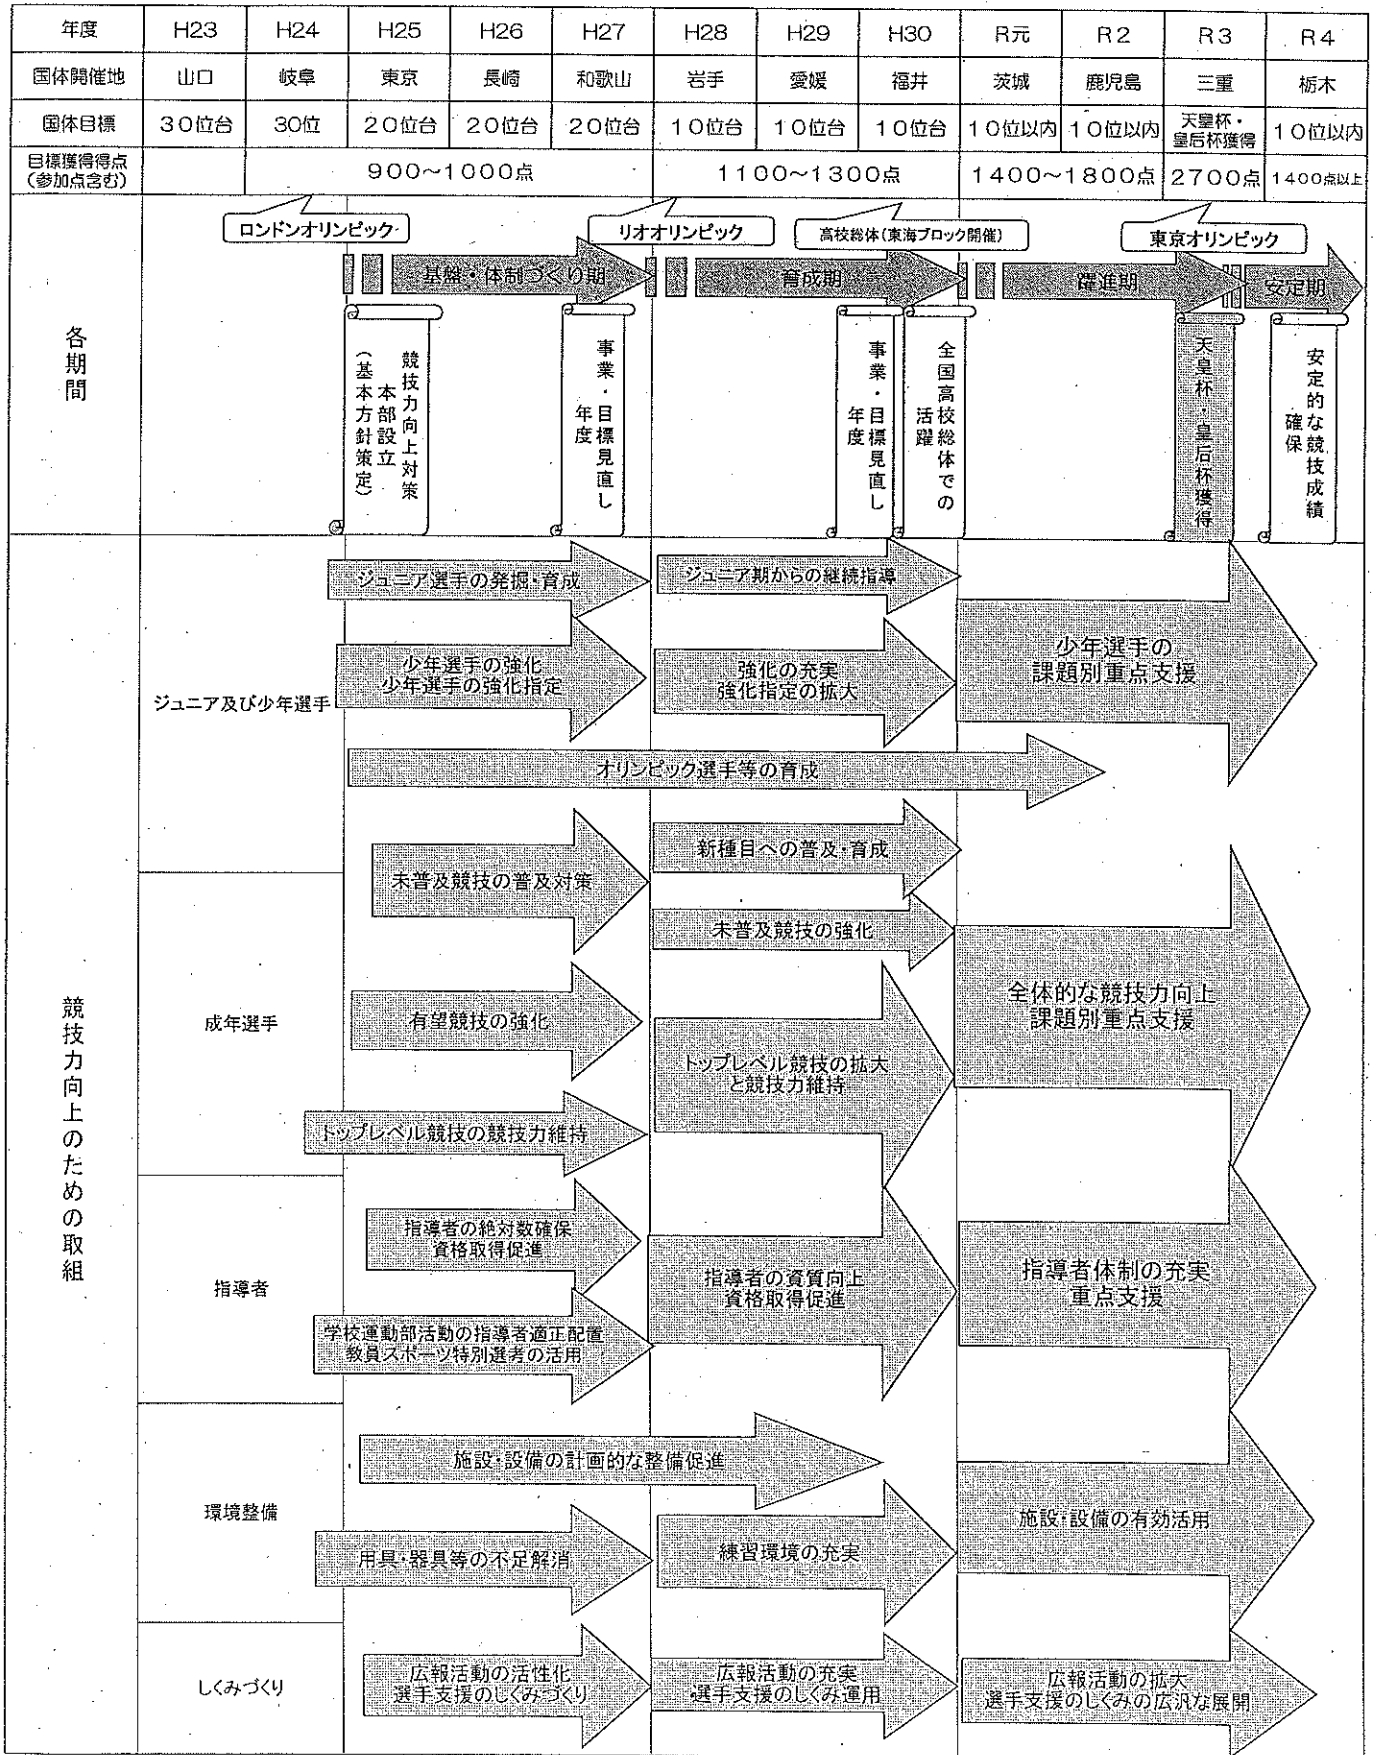 年度 H23 H24 H25 H26 H27 H28 H29 H30 R元 R2 R3 R4
国体開催地 山口 岐阜 東京 長崎 和歌山 岩手 愛媛 福井 茨城 鹿児島 三重 栃木
国体目標 30位台 30位 20位台 20位台 20位台 10位台 10位台 10位台 10位以内 10位以内 天皇杯・皇后杯獲得 10位以内
目標獲得得点
(参加点含む) 900～1000点 1100～1300点 1400～1800点 2700点 1400点以上
ロンドンオリンピック
リオオリンピック
高校総体(東海ブロック開催)
東京オリンピック
各期間
基盤・体制づくり期
育成期
躍進期
安定期
競技力向上対策
本部設立
(基本方針策定)
事業・目標見直し
年度
事業・目標見直し
年度
全国高校総体での
活躍
天皇杯・皇后杯獲得
安定的な競技成績
確保
競技力向上のための取組
ジュニア及び少年選手
ジュニア選手の発掘・育成
ジュニア期からの継続指導
少年選手の強化
少年選手の強化指定
強化の充実
強化指定の拡大
少年選手の
課題別重点支援
オリンピック選手等の育成
成年選手
未普及競技の普及対策
新種目への普及・育成
未普及競技の強化
有望競技の強化
トップレベル競技の拡大
と競技力維持
全体的な競技力向上
課題別重点支援
トップレベル競技の競技力維持
指導者
指導者の絶対数確保
資格取得促進
指導者の資質向上
資格取得促進
指導者体制の充実
重点支援
学校運動部活動の指導者適正配置
教員スポーツ特別選考の活用
環境整備
施設・設備の計画的な整備促進
用具・器具等の不足解消
練習環境の充実
施設・設備の有効活用
しくみづくり
広報活動の活性化
選手支援のしくみづくり
広報活動の充実
選手支援のしくみ運用
広報活動の拡大
選手支援のしくみの広汎な展開